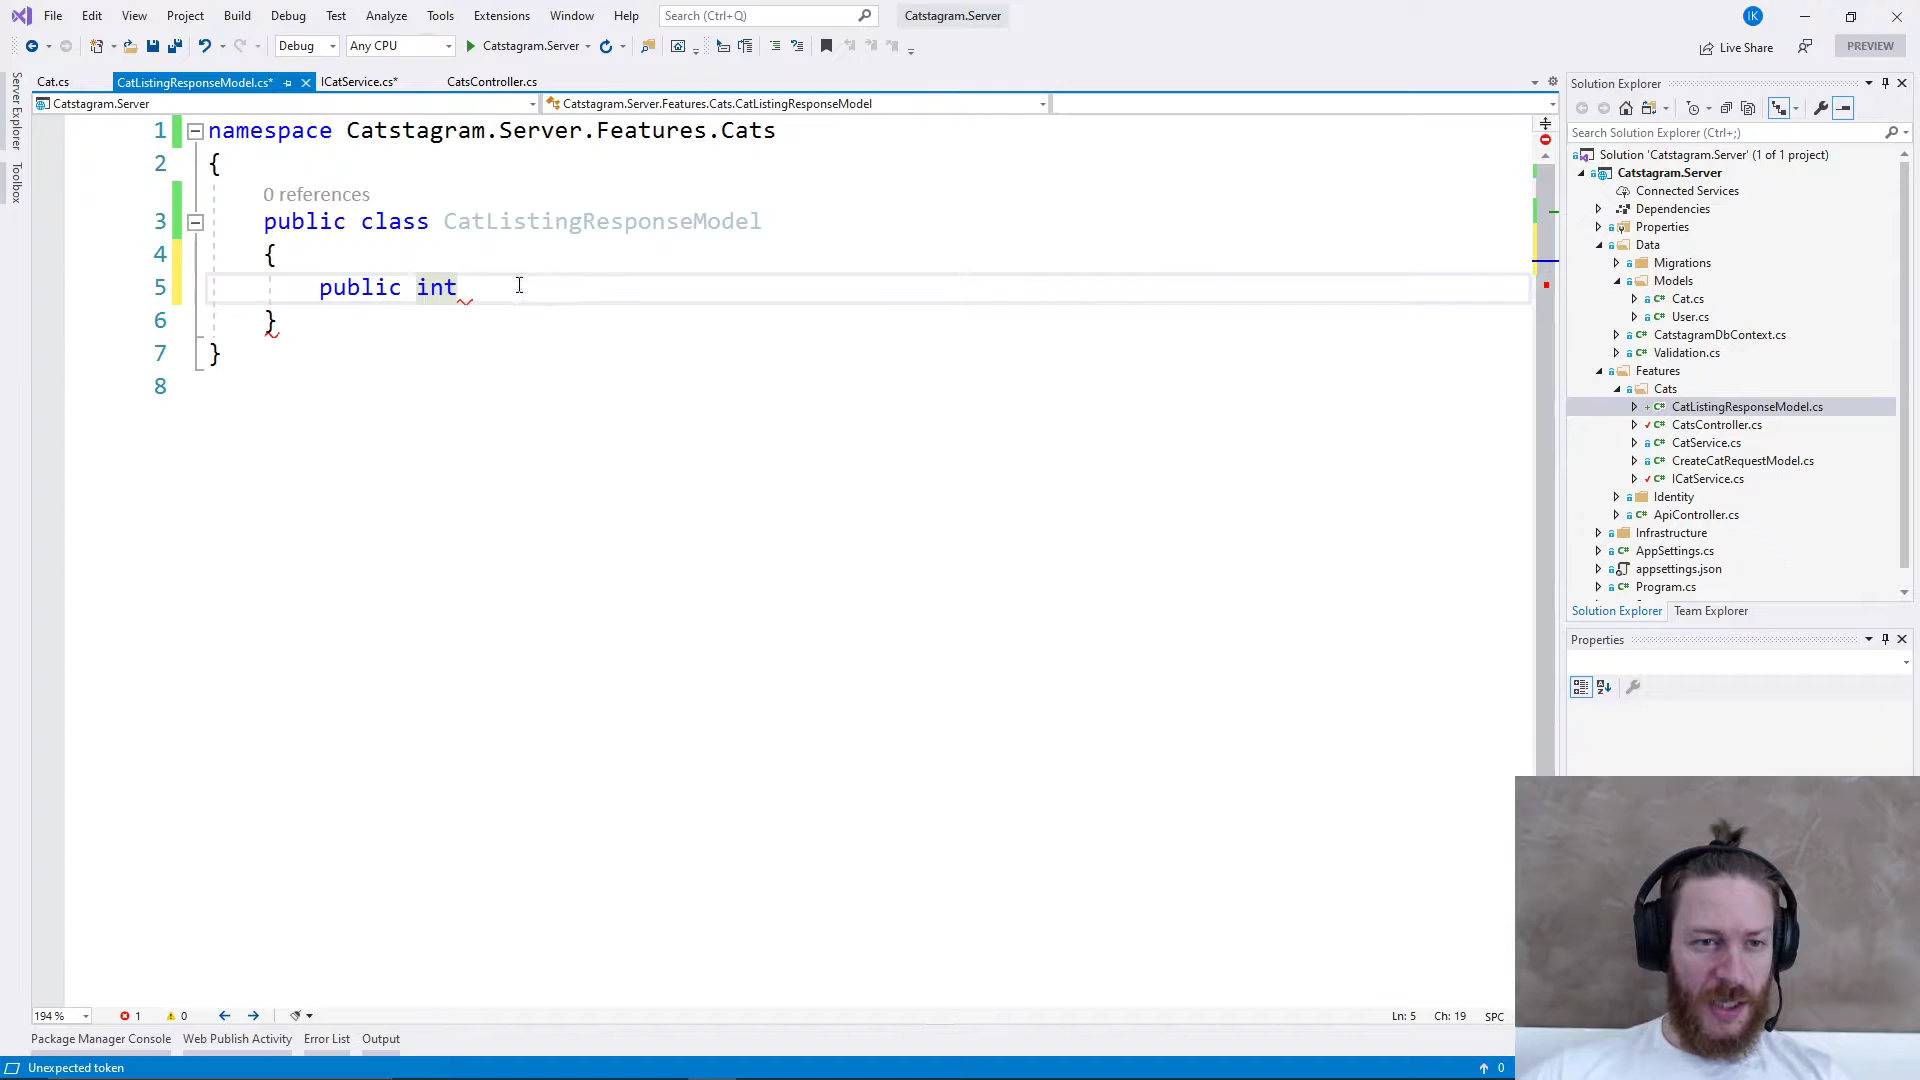 File Edit View Project Build Debug Test Analyze Tools Extensions Window Help Search (Ctrl+Q) Catstagram.Server IK
Debug Any CPU Catstagram.Server Live Share PREVIEW
Cat.cs CatListingResponseModel.cs* ICatService.cs* CatsController.cs
Catstagram.Server Catstagram.Server.Features.Cats.CatListingResponseModel
Server Explorer
Toolbox
1 namespace Catstagram.Server.Features.Cats
2 {
0 references
3 public class CatListingResponseModel
4 {
5 public int
6 }
7 }
8
Solution Explorer
Search Solution Explorer (Ctrl+;)
Solution 'Catstagram.Server' (1 of 1 project)
Catstagram.Server
Connected Services
Dependencies
Properties
Data
Migrations
Models
C# Cat.cs
C# User.cs
C# CatstagramDbContext.cs
C# Validation.cs
Features
Cats
C# CatListingResponseModel.cs
C# CatsController.cs
C# CatService.cs
C# CreateCatRequestModel.cs
C# ICatService.cs
Identity
C# ApiController.cs
Infrastructure
C# AppSettings.cs
appsettings.json
C# Program.cs
Solution Explorer Team Explorer
Properties
194 % 1 0 Ln: 5 Ch: 19 SPC
Package Manager Console Web Publish Activity Error List Output
Unexpected token 0